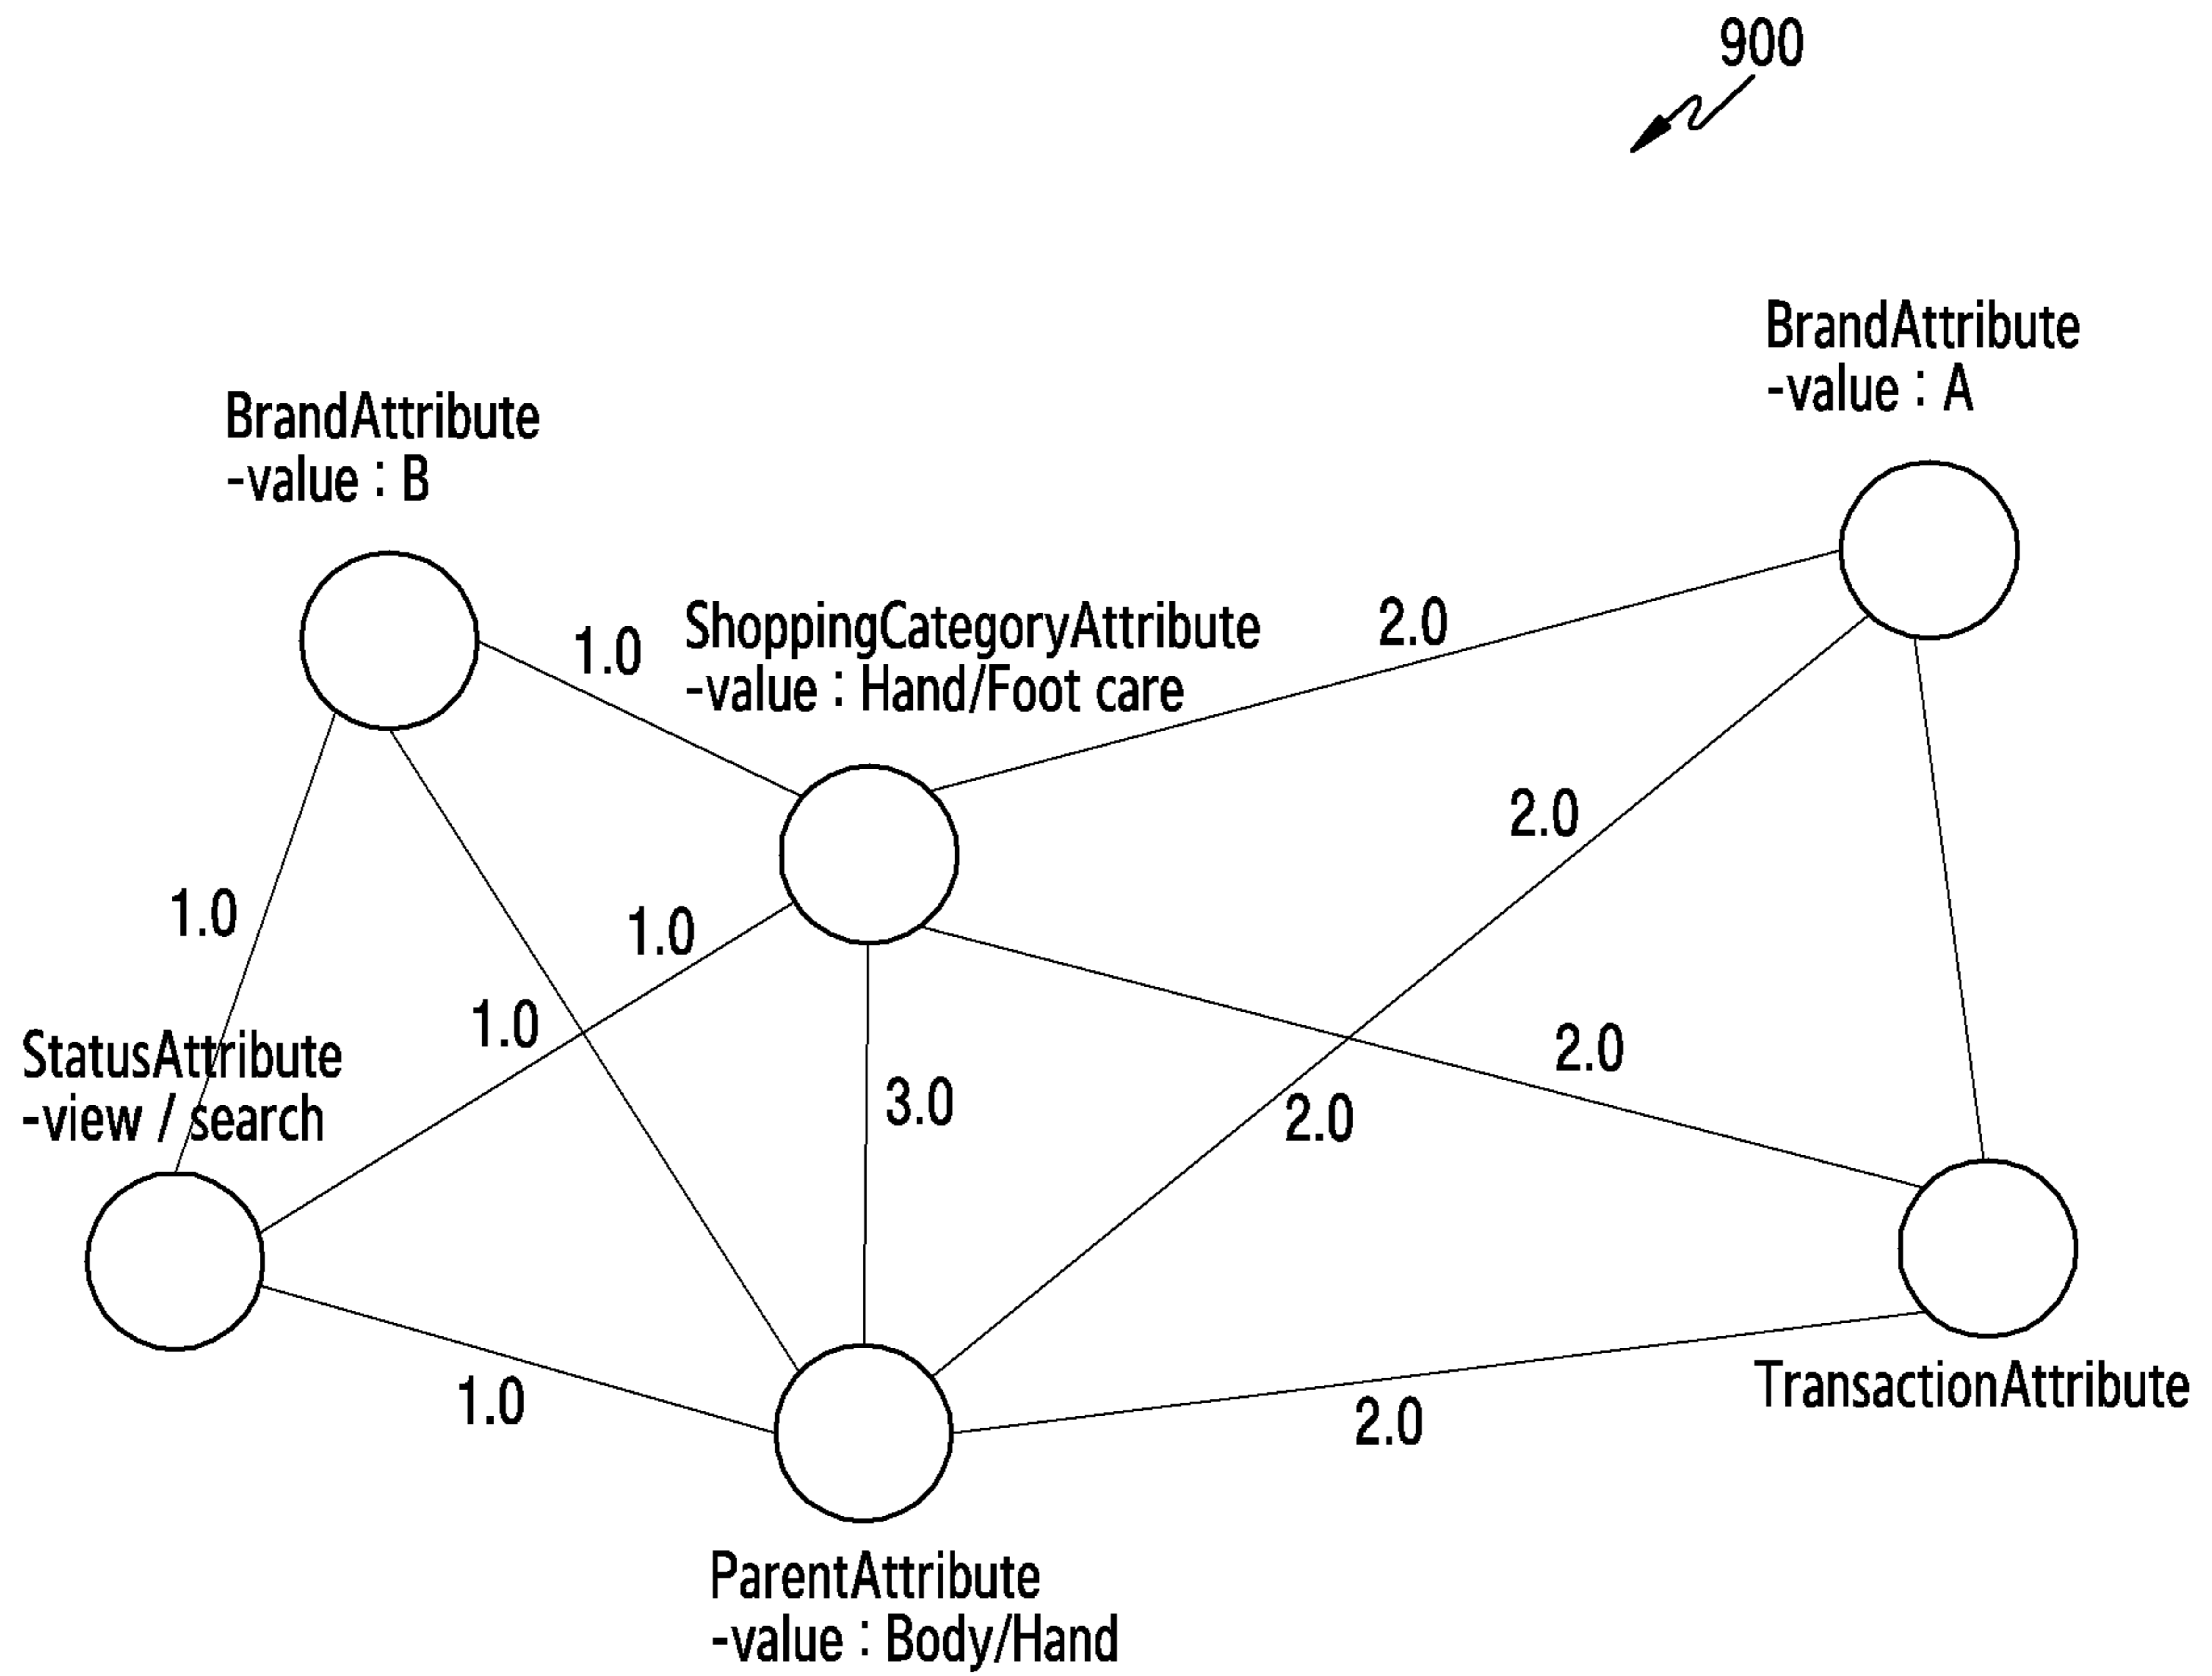 900
BrandAttribute
-value : A
BrandAttribute
-value : B
1.0
ShoppingCategoryAttribute
-value : Hand/Foot care
2.0
2.0
1.0
1.0
1.0
2.0
StatusAttribute
-view / search
3.0
2.0
1.0
2.0
TransactionAttribute
ParentAttribute
-value : Body/Hand